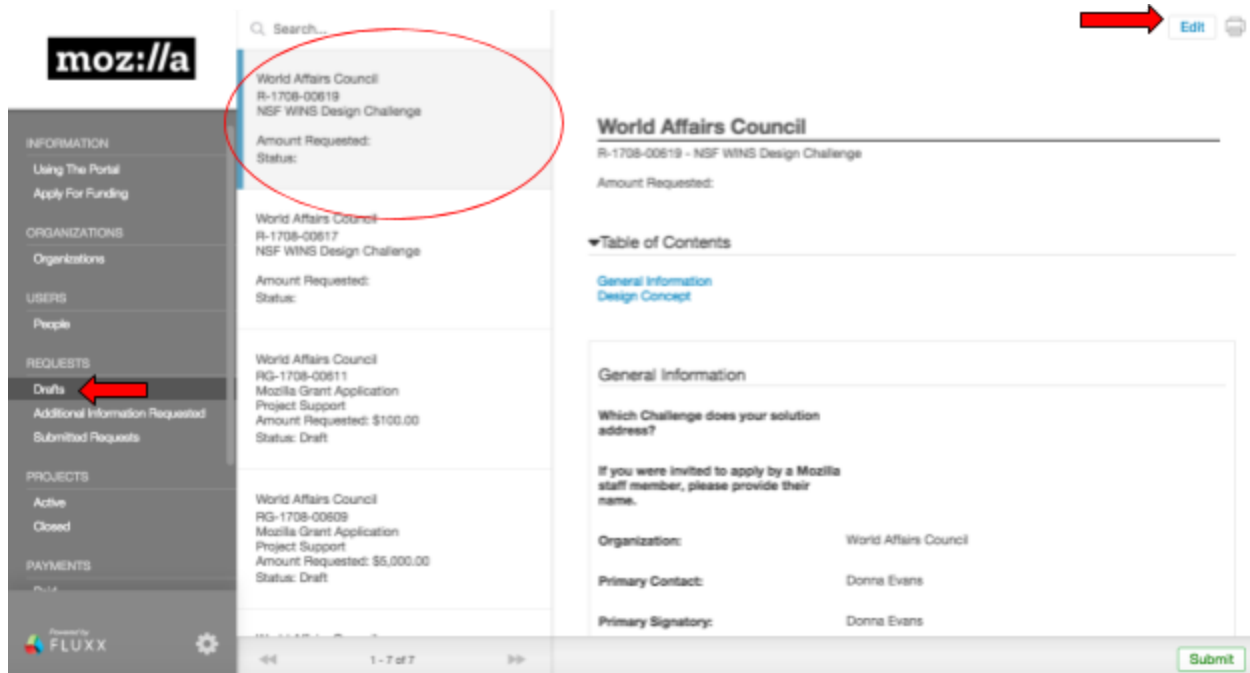 moz://a
INFORMATION
Using The Portal
Apply For Funding
ORGANIZATIONS
Organizations
USERS
People
REQUESTS
Drafts
Additional Information Requested
Submitted Requests
PROJECTS
Active
Closed
PAYMENTS
Powered by
FLUXX
Search...
World Affairs Council
R-1708-00619
NSF WINS Design Challenge
Amount Requested:
Status:
World Affairs Council
R-1708-00617
NSF WINS Design Challenge
Amount Requested:
Status:
World Affairs Council
RG-1708-00611
Mozilla Grant Application
Project Support
Amount Requested: $100.00
Status: Draft
World Affairs Council
RG-1708-00609
Mozilla Grant Application
Project Support
Amount Requested: $5,000.00
Status: Draft
1 - 7 of 7
Edit
World Affairs Council
R-1708-00619 - NSF WINS Design Challenge
Amount Requested:
Table of Contents
General Information
Design Concept
General Information
Which Challenge does your solution
address?
If you were invited to apply by a Mozilla
staff member, please provide their
name.
Organization: World Affairs Council
Primary Contact: Donna Evans
Primary Signatory: Donna Evans
Submit